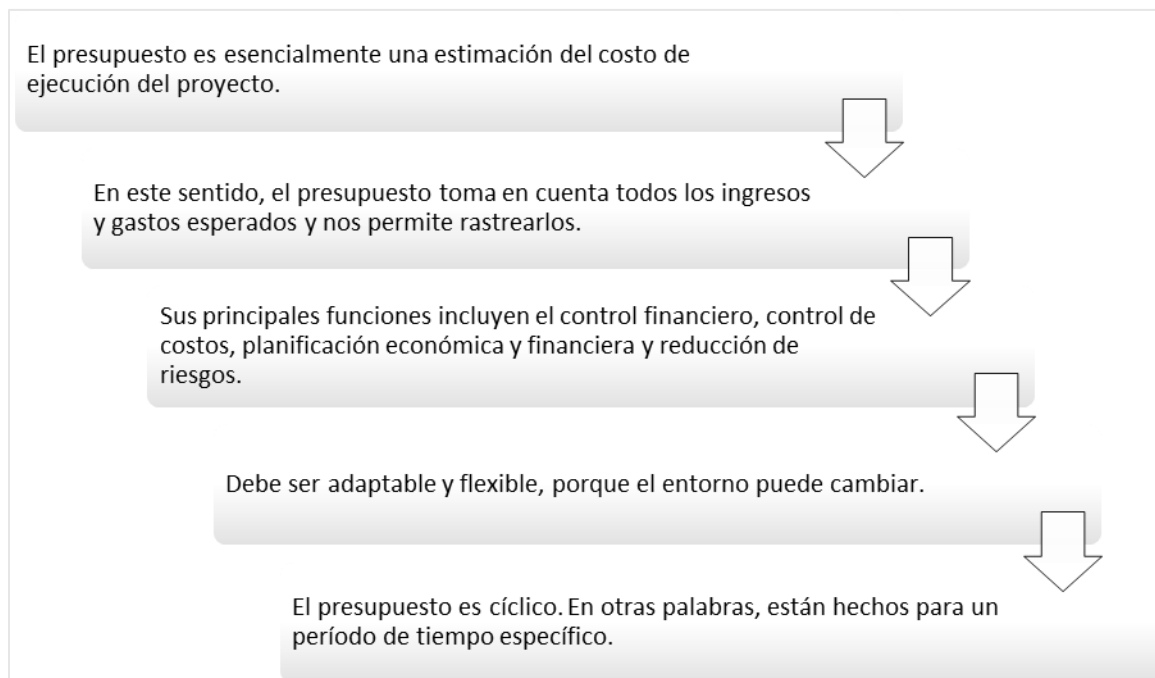 El presupuesto es esencialmente una estimación del costo de
ejecución del proyecto.
En este sentido, el presupuesto toma en cuenta todos los ingresos
y gastos esperados y nos permite rastrearlos.
Sus principales funciones incluyen el control financiero, control de
costos, planificación económica y financiera y reducción de
riesgos.
Debe ser adaptable y flexible, porque el entorno puede cambiar.
El presupuesto es cíclico. En otras palabras, están hechos para un
período de tiempo específico.